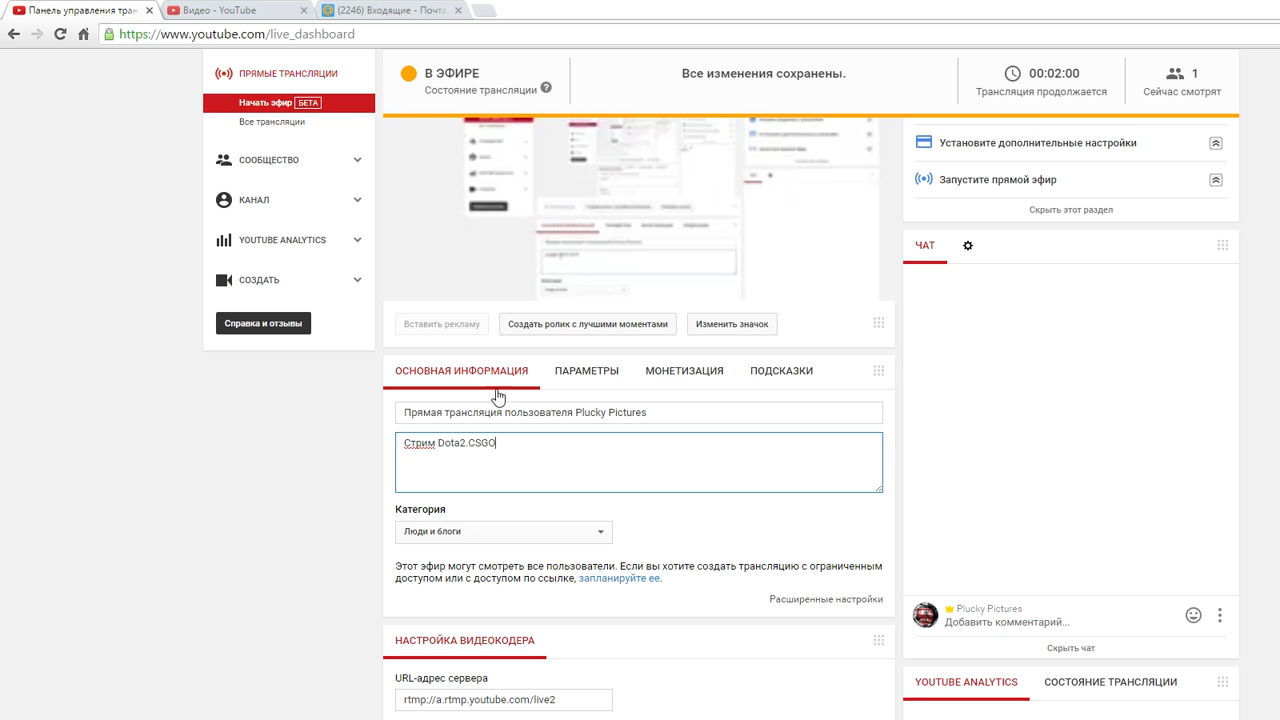 Панель управления тран
Видео - YouTube
(2246) Входящие - Почта
https://www.youtube.com/live_dashboard
ПРЯМЫЕ ТРАНСЛЯЦИИ
Начать эфир БЕТА
Все трансляции
СООБЩЕСТВО
КАНАЛ
YOUTUBE ANALYTICS
СОЗДАТЬ
Справка и отзывы
В ЭФИРЕ
Состояние трансляции ?
Все изменения сохранены.
00:02:00
Трансляция продолжается
1
Сейчас смотрят
Вставить рекламу
Создать ролик с лучшими моментами
Изменить значок
ОСНОВНАЯ ИНФОРМАЦИЯ
ПАРАМЕТРЫ
МОНЕТИЗАЦИЯ
ПОДСКАЗКИ
Прямая трансляция пользователя Plucky Pictures
Стрим Dota2.CSGO
Категория
Люди и блоги
Этот эфир могут смотреть все пользователи. Если вы хотите создать трансляцию с ограниченным
доступом или с доступом по ссылке, запланируйте ее.
Расширенные настройки
НАСТРОЙКА ВИДЕОКОДЕРА
URL-адрес сервера
rtmp://a.rtmp.youtube.com/live2
Установите дополнительные настройки
Запустите прямой эфир
Скрыть этот раздел
ЧАТ
Plucky Pictures
Добавить комментарий...
Скрыть чат
YOUTUBE ANALYTICS
СОСТОЯНИЕ ТРАНСЛЯЦИИ